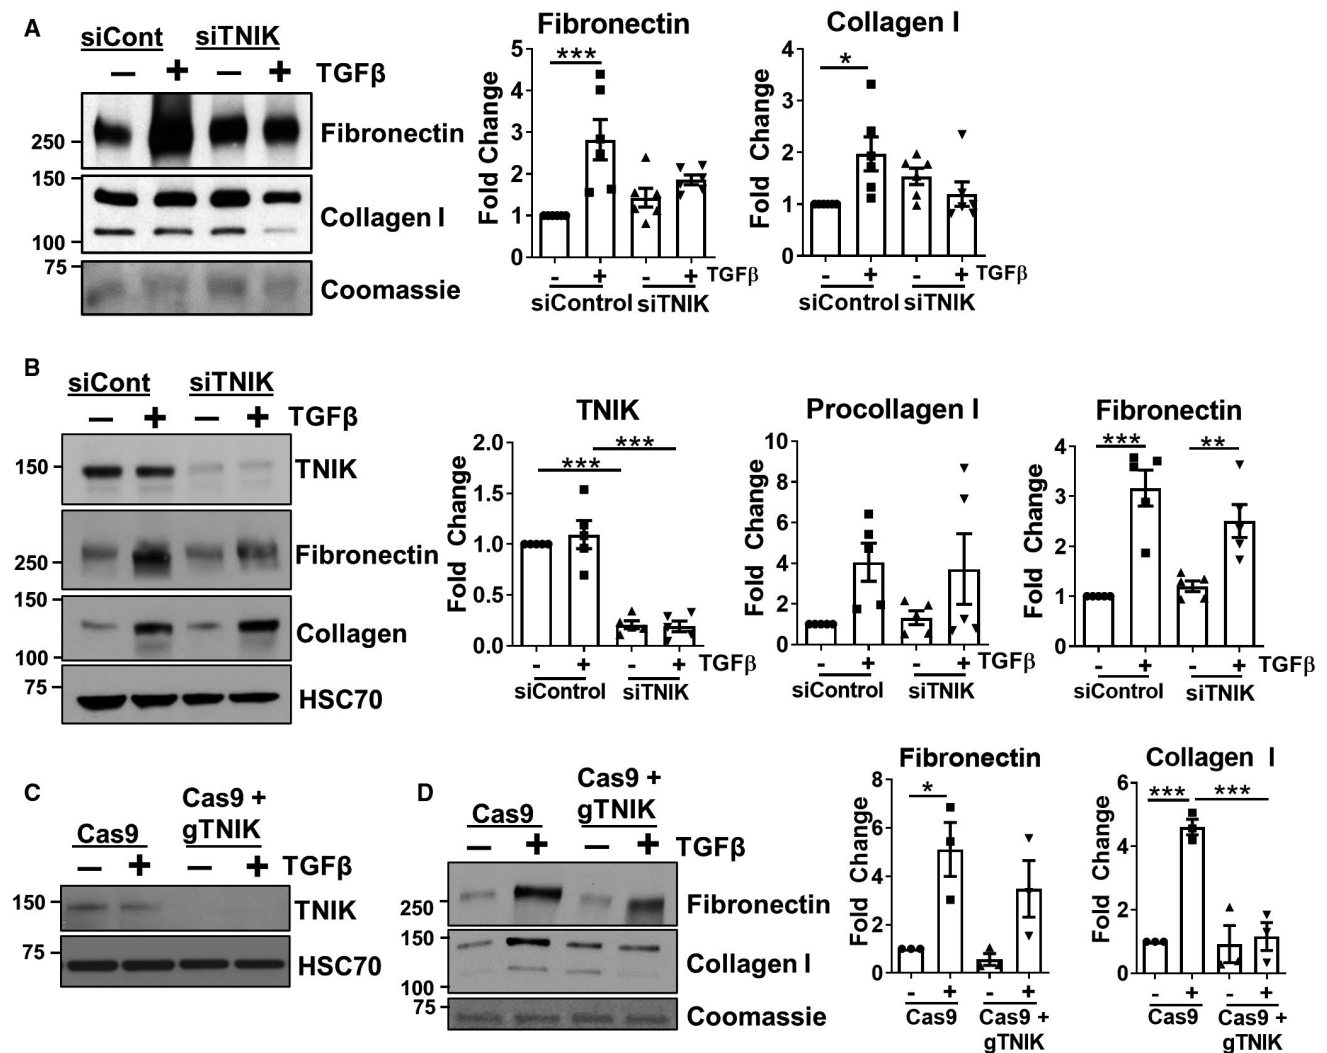 A
siCont siTNIK
– + – + TGFβ
250 Fibronectin
150
100 Collagen I
75
Coomassie
Fibronectin
Fold Change
5
4
3
2
1
0
***
- + - + TGFβ
siControl siTNIK
Collagen I
Fold Change
4
3
2
1
0
*
- + - + TGFβ
siControl siTNIK
B
siCont siTNIK
– + – + TGFβ
150 TNIK
250 Fibronectin
150
Collagen
100
75
HSC70
TNIK
Fold Change
2.0
1.5
1.0
0.5
0.0
***
***
- + - + TGFβ
siControl siTNIK
Procollagen I
Fold Change
10
8
6
4
2
0
- + - + TGFβ
siControl siTNIK
Fibronectin
Fold Change
4
3
2
1
0
*** **
- + - + TGFβ
siControl siTNIK
C
Cas9 Cas9 +
gTNIK
– + – + TGFβ
150 TNIK
75
HSC70
D
Cas9 Cas9 +
gTNIK
– + – + TGFβ
250 Fibronectin
150
Collagen I
100
75
Coomassie
Fibronectin
Fold Change
8
6
4
2
0
*
- + - +
Cas9 Cas9 +
gTNIK
Collagen I
Fold Change
6
4
2
0
*** ***
- + - +
Cas9 Cas9 +
gTNIK